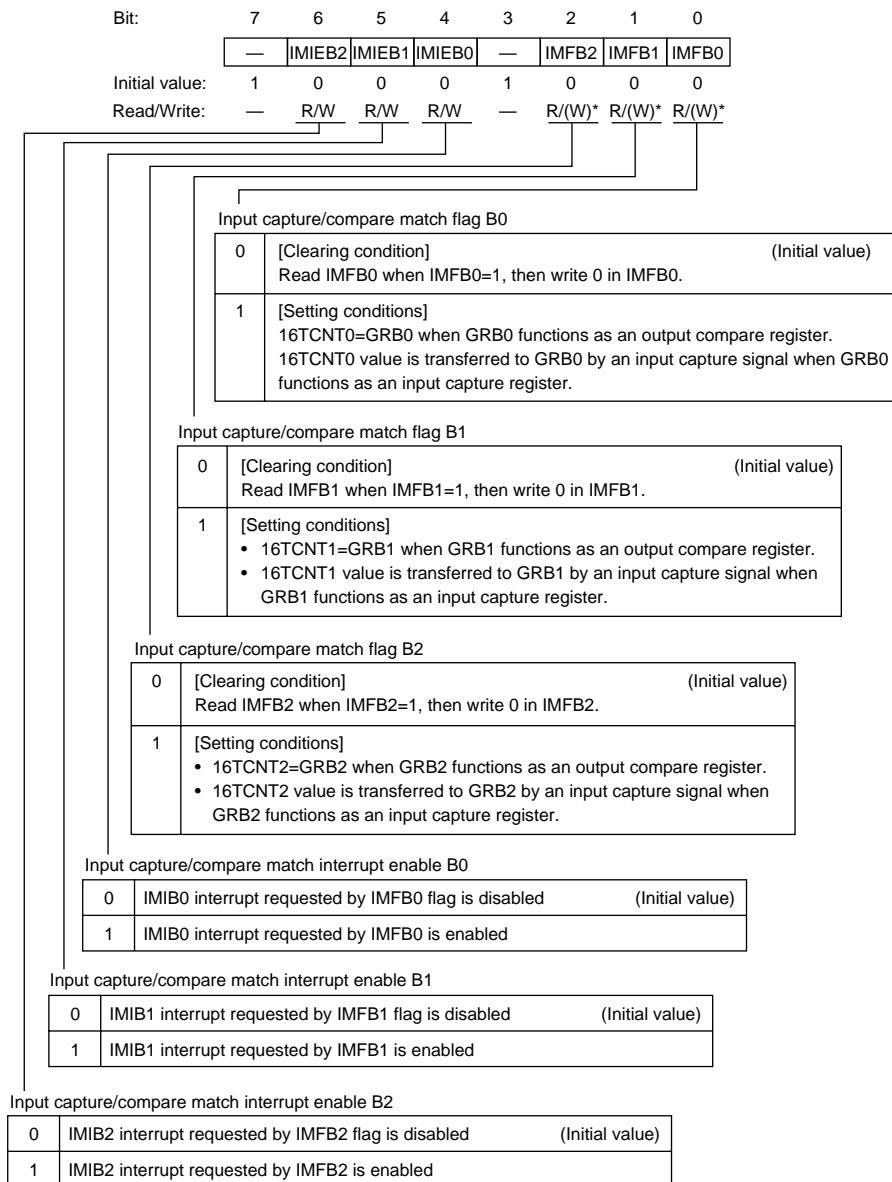 Bit: 7 6 5 4 3 2 1 0
— IMIEB2 IMIEB1 IMIEB0 — IMFB2 IMFB1 IMFB0
Initial value: 1 0 0 0 1 0 0 0
Read/Write: — R/W R/W R/W — R/(W)* R/(W)* R/(W)*
Input capture/compare match flag B0
0 [Clearing condition] (Initial value)
Read IMFB0 when IMFB0=1, then write 0 in IMFB0.
1 [Setting conditions]
16TCNT0=GRB0 when GRB0 functions as an output compare register.
16TCNT0 value is transferred to GRB0 by an input capture signal when GRB0
functions as an input capture register.
Input capture/compare match flag B1
0 [Clearing condition] (Initial value)
Read IMFB1 when IMFB1=1, then write 0 in IMFB1.
1 [Setting conditions]
• 16TCNT1=GRB1 when GRB1 functions as an output compare register.
• 16TCNT1 value is transferred to GRB1 by an input capture signal when
GRB1 functions as an input capture register.
Input capture/compare match flag B2
0 [Clearing condition] (Initial value)
Read IMFB2 when IMFB2=1, then write 0 in IMFB2.
1 [Setting conditions]
• 16TCNT2=GRB2 when GRB2 functions as an output compare register.
• 16TCNT2 value is transferred to GRB2 by an input capture signal when
GRB2 functions as an input capture register.
Input capture/compare match interrupt enable B0
0 IMIB0 interrupt requested by IMFB0 flag is disabled (Initial value)
1 IMIB0 interrupt requested by IMFB0 is enabled
Input capture/compare match interrupt enable B1
0 IMIB1 interrupt requested by IMFB1 flag is disabled (Initial value)
1 IMIB1 interrupt requested by IMFB1 is enabled
Input capture/compare match interrupt enable B2
0 IMIB2 interrupt requested by IMFB2 flag is disabled (Initial value)
1 IMIB2 interrupt requested by IMFB2 is enabled